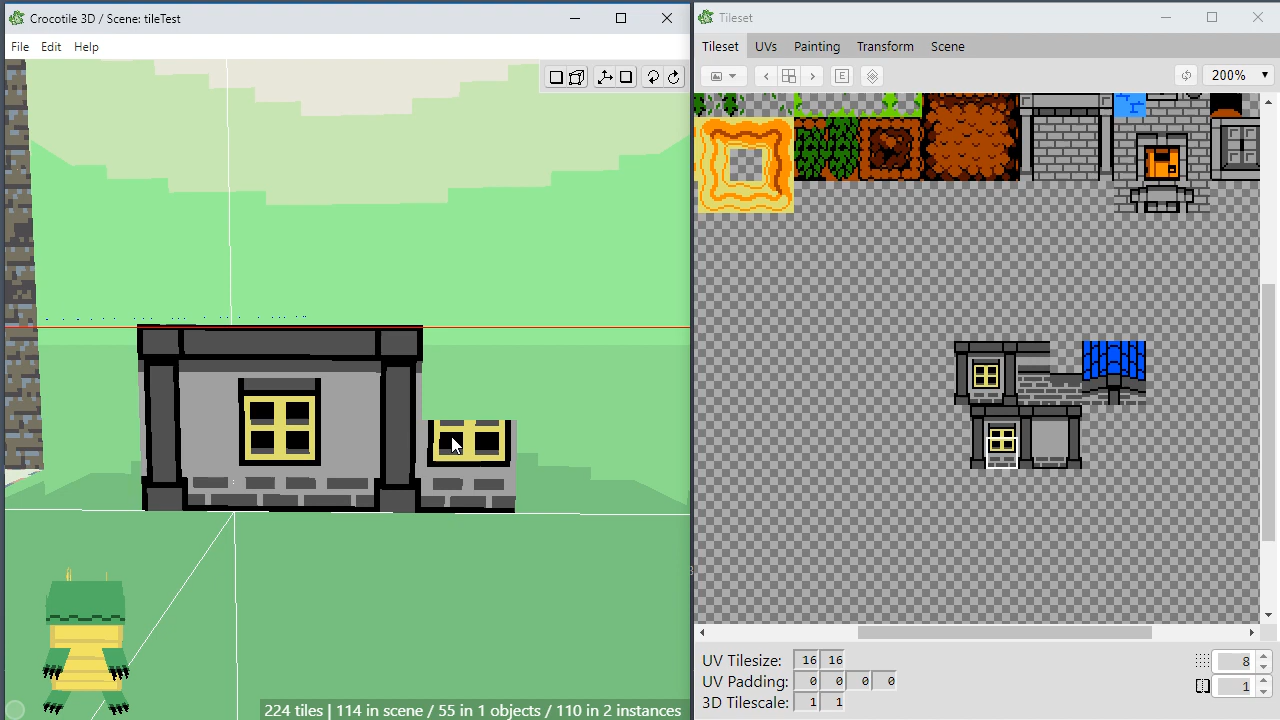 Crocotile 3D / Scene: tileTest
File Edit Help
224 tiles | 114 in scene / 55 in 1 objects / 110 in 2 instances
Tileset
Tileset UVs Painting Transform Scene
E
200%
UV Tilesize: 16 16
UV Padding: 0 0 0 0
3D Tilescale: 1 1
8
1